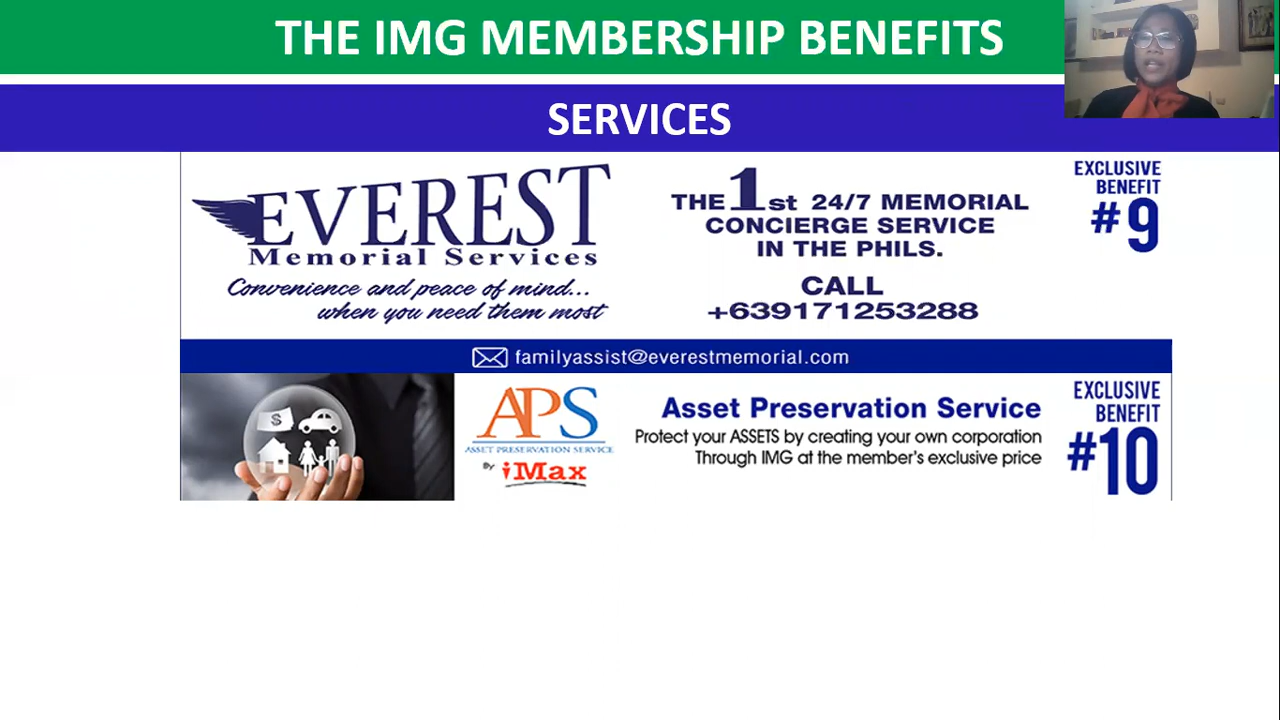 THE IMG MEMBERSHIP BENEFITS
SERVICES
EVEREST
Memorial Services
Convenience and peace of mind...
when you need them most
THE 1st 24/7 MEMORIAL
CONCIERGE SERVICE
IN THE PHILS.
CALL
+639171253288
EXCLUSIVE
BENEFIT
#9
familyassist@everestmemorial.com
$
APS
ASSET PRESERVATION SERVICE
By iMax
Asset Preservation Service
Protect your ASSETS by creating your own corporation
Through IMG at the member's exclusive price
EXCLUSIVE
BENEFIT
#10